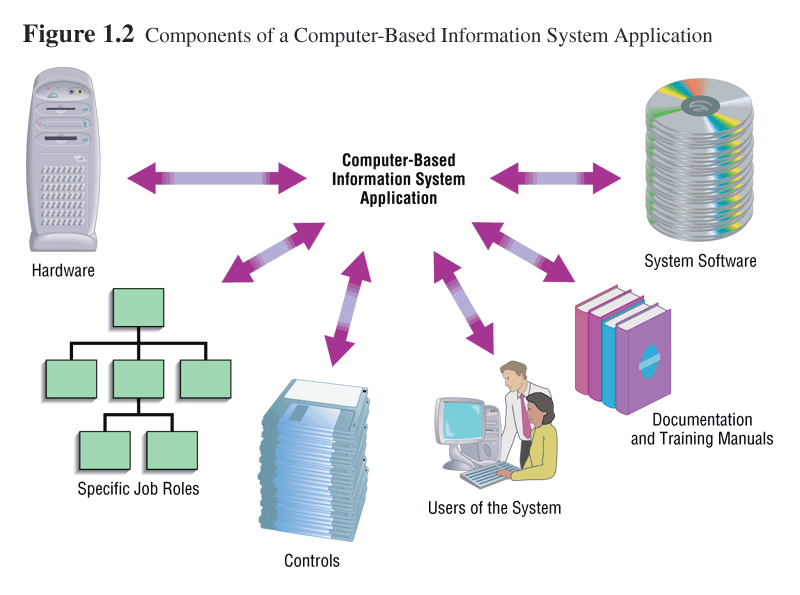 Figure 1.2 Components of a Computer-Based Information System Application
Computer-Based
Information System
Application
Hardware
System Software
Specific Job Roles
Controls
Users of the System
Documentation
and Training Manuals